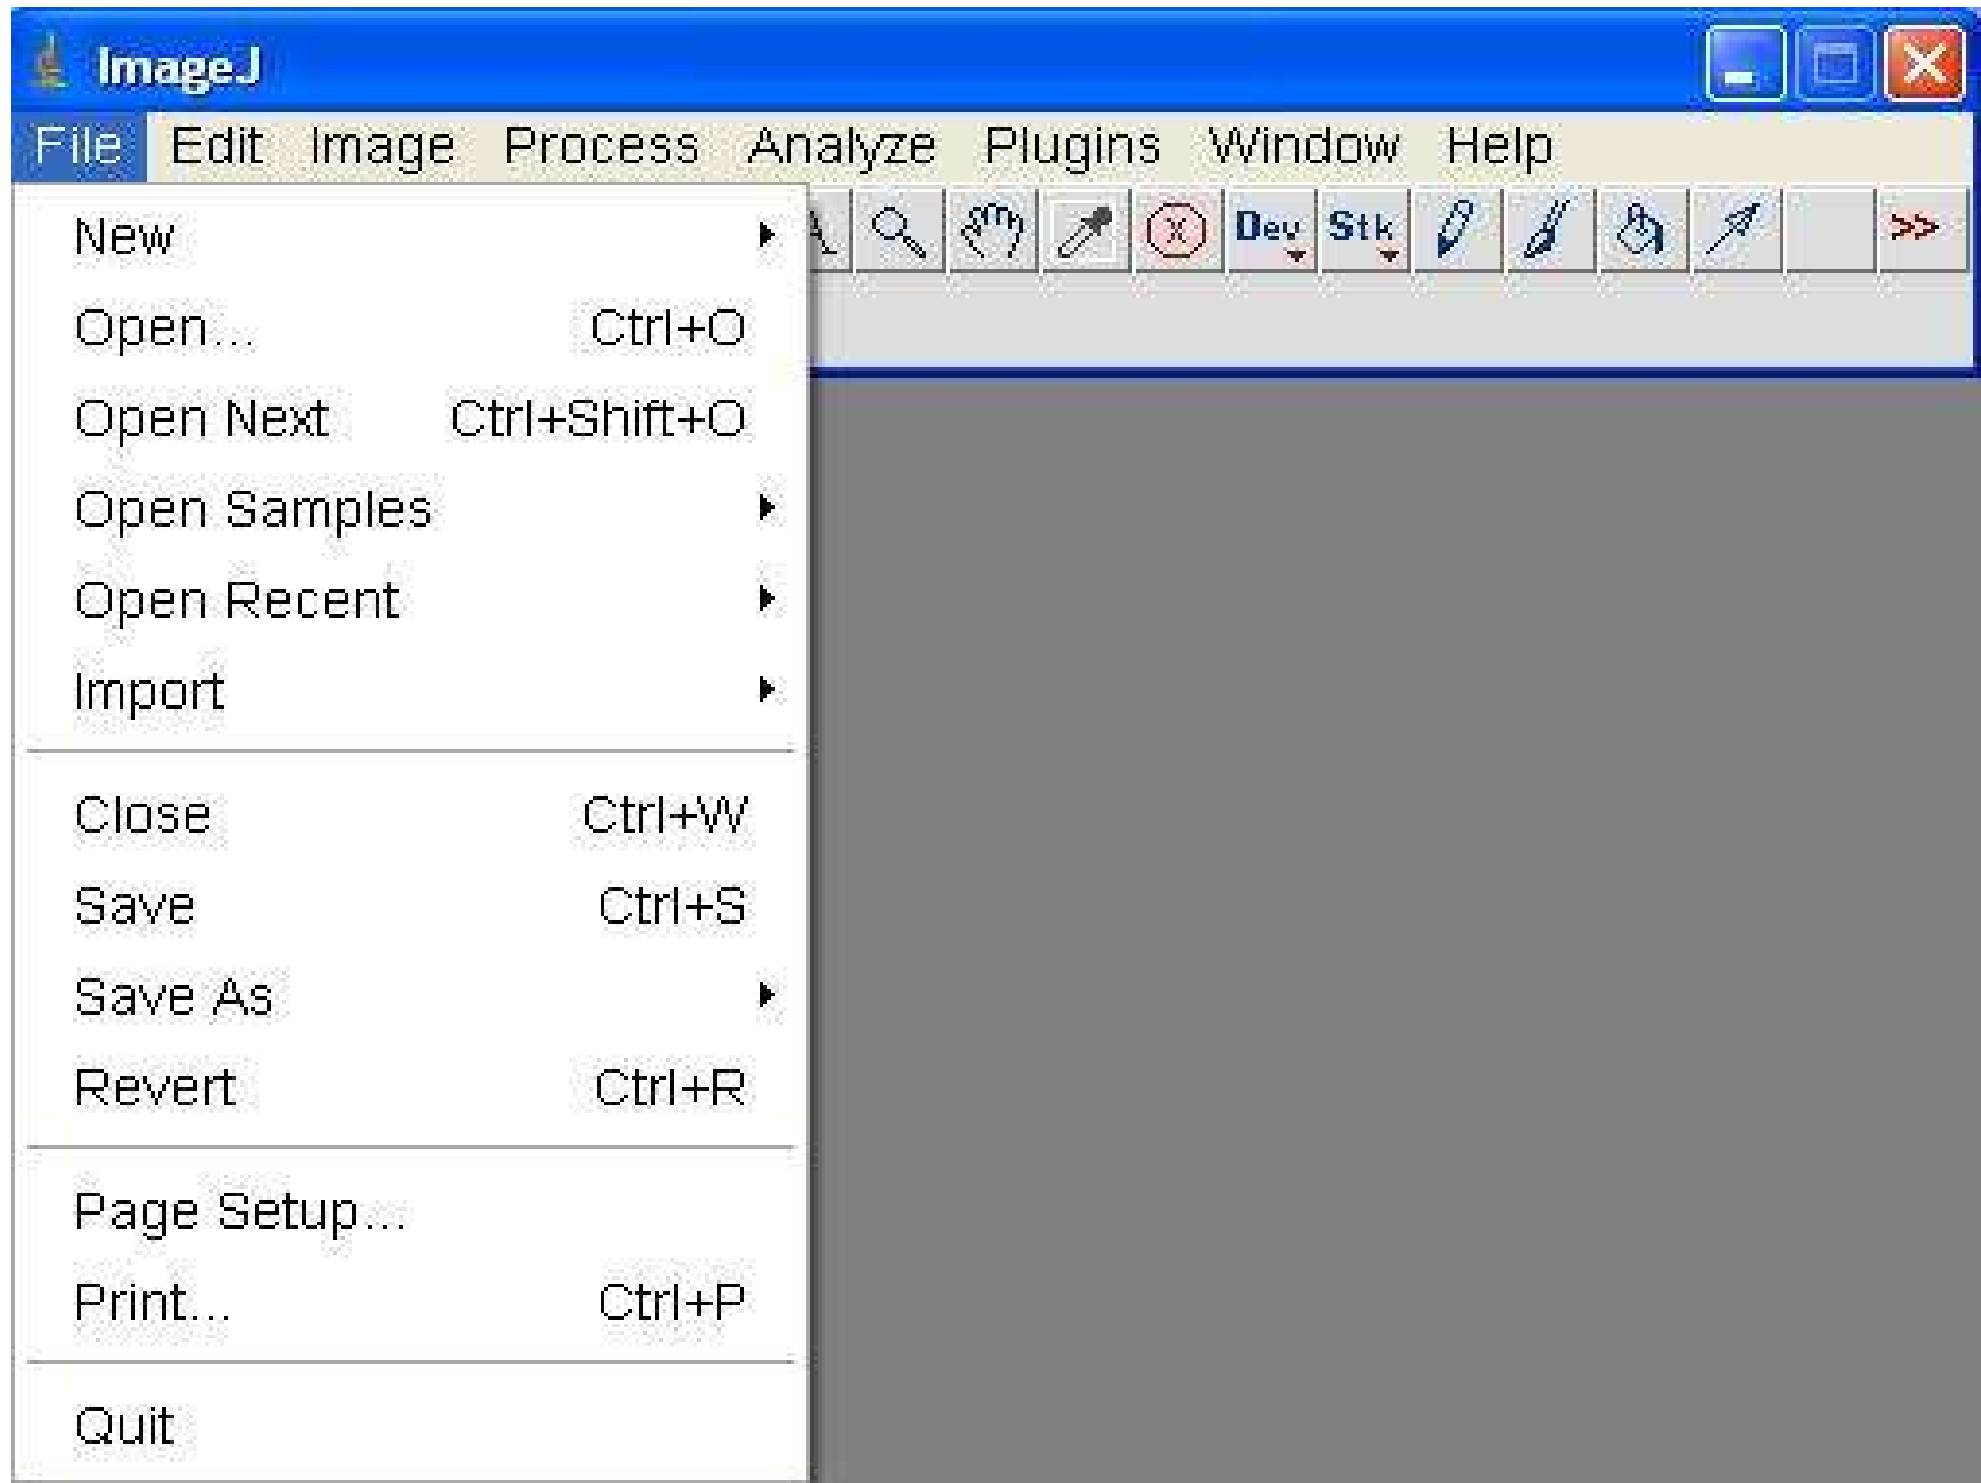 ImageJ
File Edit Image Process Analyze Plugins Window Help
Dev Stk >>
New
Open... Ctrl+O
Open Next Ctrl+Shift+O
Open Samples
Open Recent
Import
Close Ctrl+W
Save Ctrl+S
Save As
Revert Ctrl+R
Page Setup...
Print... Ctrl+P
Quit